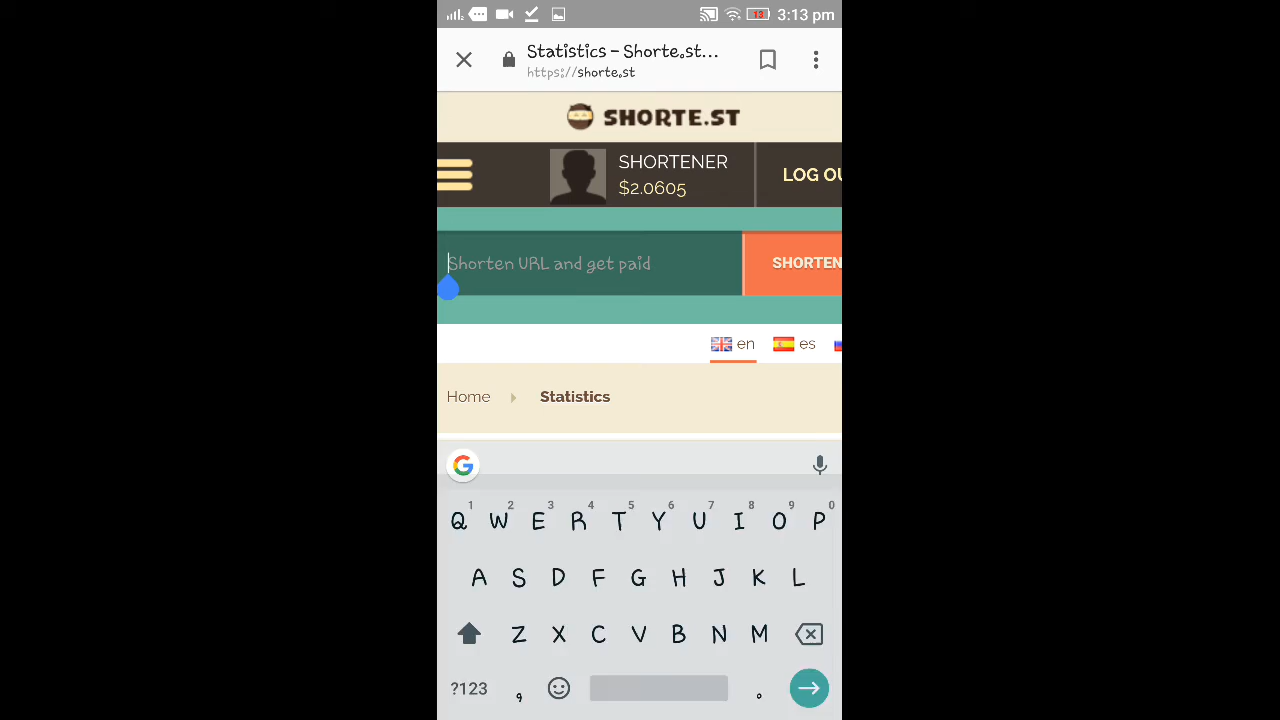 13 3:13 pm
Statistics – Shorte.st...
https://shorte.st
SHORTE.ST
SHORTENER
$2.0605
LOG OU
Shorten URL and get paid
SHORTEN
en es
Home Statistics
G
1 2 3 4 5 6 7 8 9 0
Q W E R T Y U I O P
A S D F G H J K L
Z X C V B N M
?123 , .